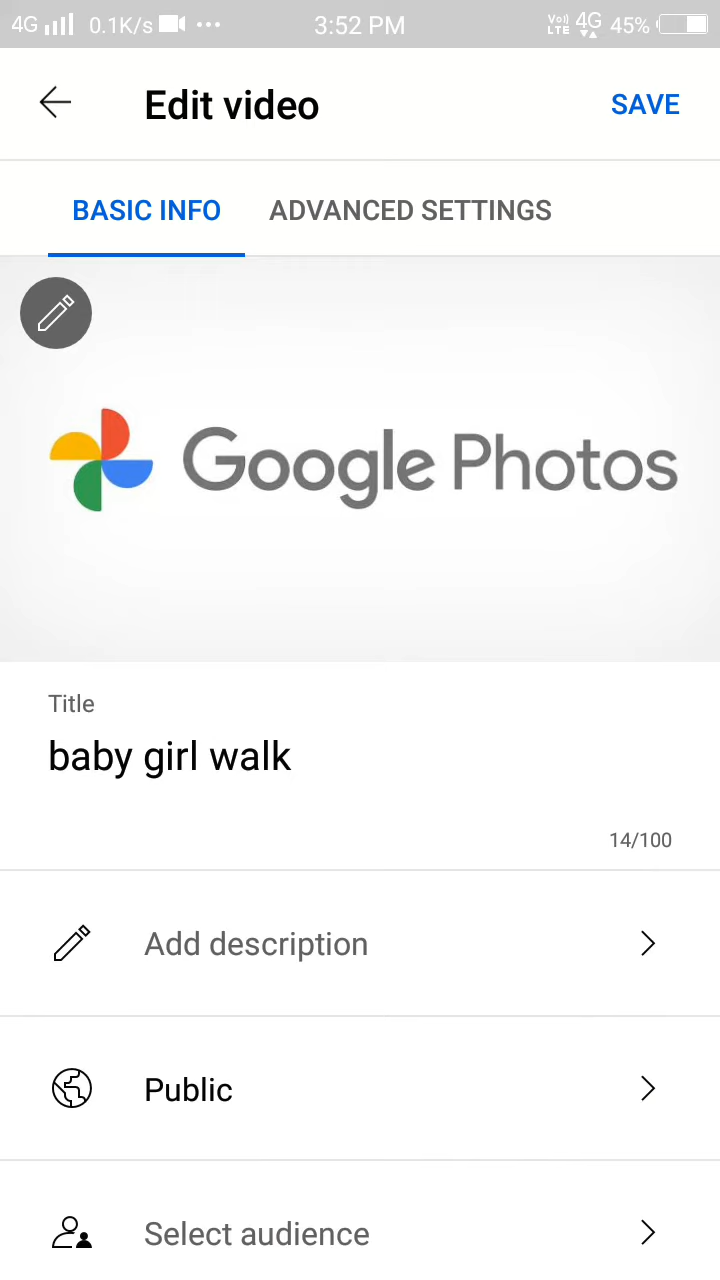 4G 0.1K/s ... 3:52 PM Vo)) LTE 4G 45%
Edit video SAVE
BASIC INFO ADVANCED SETTINGS
Google Photos
Title
baby girl walk
14/100
Add description
Public
Select audience